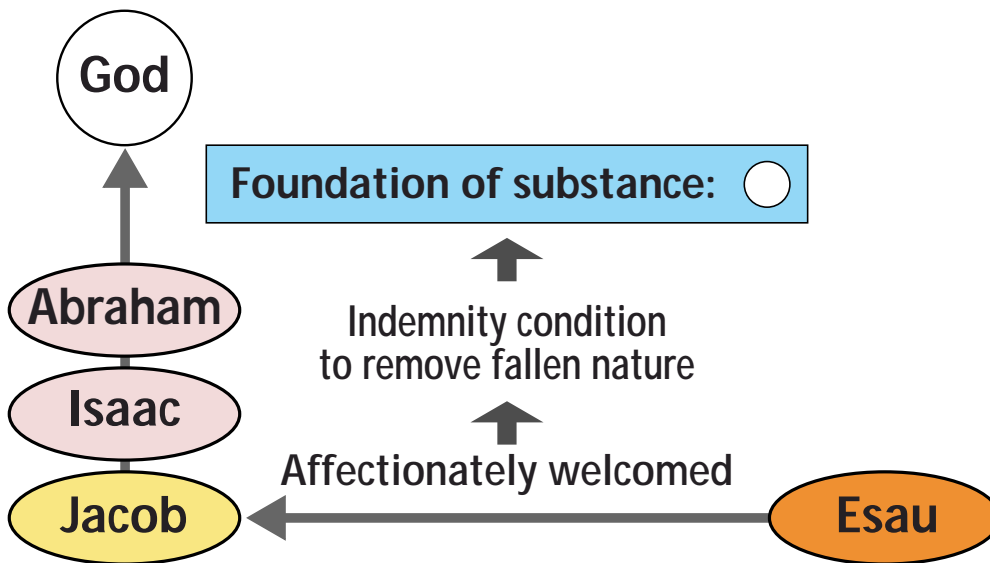 God
Foundation of substance:
Abraham
Indemnity condition
to remove fallen nature
Isaac
Affectionately welcomed
Jacob
Esau